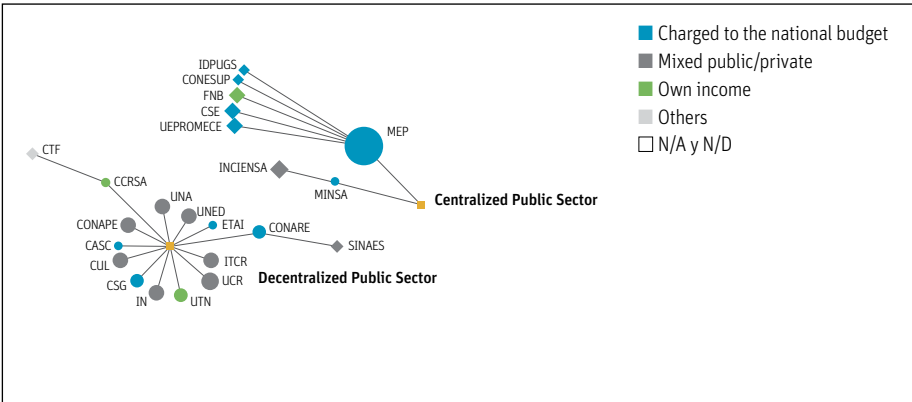 Charged to the national budget
Mixed public/private
Own income
Others
N/A y N/D
IDPUGS
CONESUP
FNB
CSE
UEPROMECE
MEP
INCIENSA
MINSA
Centralized Public Sector
CTF
CCRSA
UNA
UNED
CONAPE
ETAI
CONARE
CASC
SINAES
CUL
ITCR
CSG
UCR
Decentralized Public Sector
IN
UTN